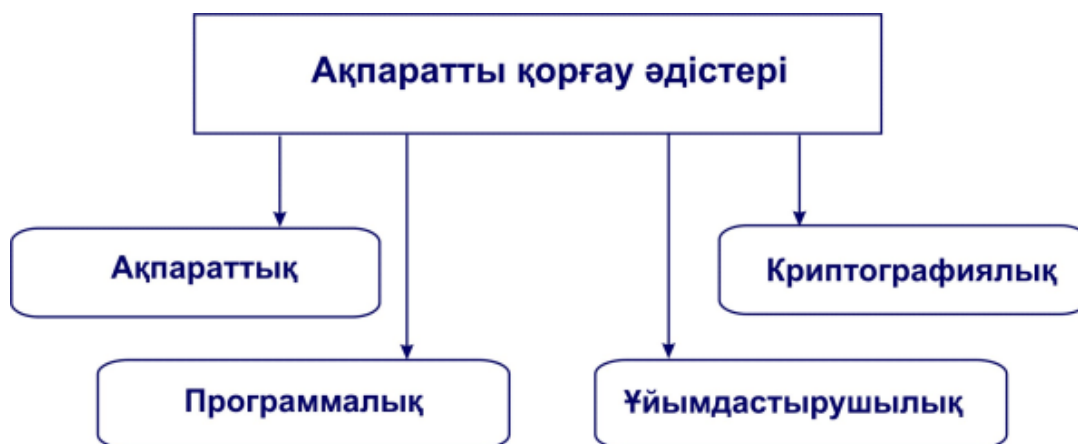 Ақпаратты қорғау әдістері
Ақпараттық
Криптографиялық
Программалық
Ұйымдастырушылық